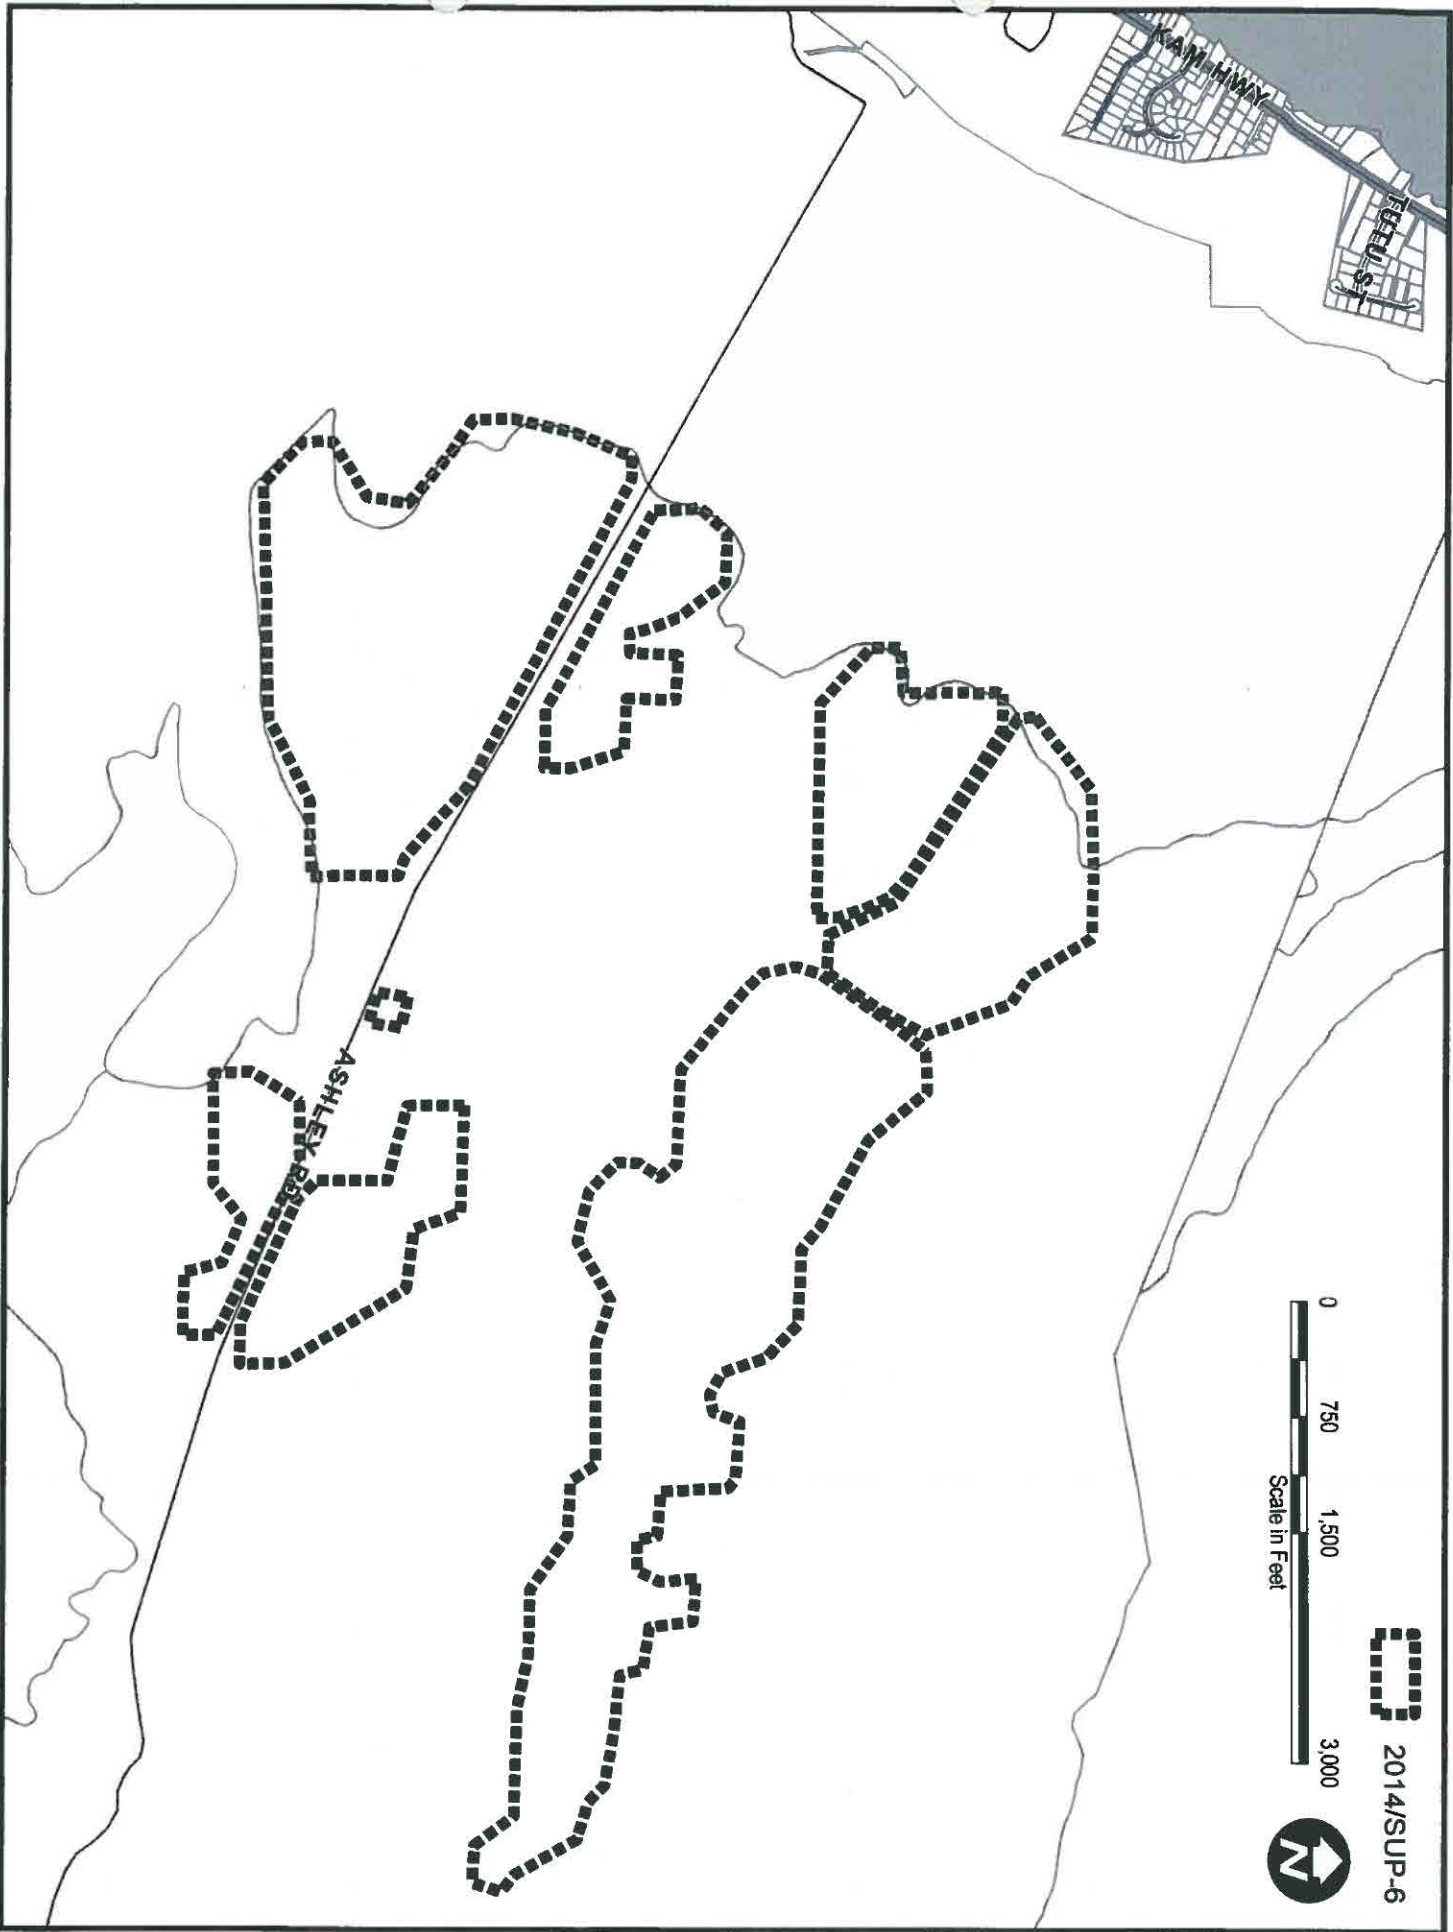 KAM HWY
TUTU ST
ASHLEY RD
2014/SUP-6
0 750 1,500 3,000
Scale in Feet
N